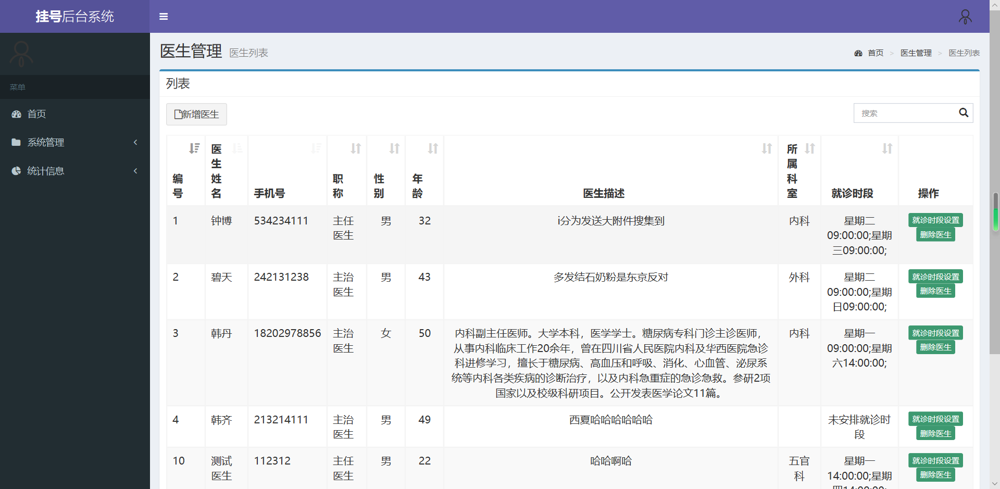 挂号后台系统
医生管理 医生列表
首页 > 医生管理 > 医生列表
菜单
首页
系统管理
统计信息
列表
新增医生
搜索
编号 医生姓名 手机号 职称 性别 年龄 医生描述 所属科室 就诊时段 操作
1 钟博 534234111 主任 男 32 i分为发送大附件搜集到 内科 星期二 就诊时段设置
医生 09:00:00;星期 删除医生
三09:00:00;
2 碧天 242131238 主治 男 43 多发结石奶粉是东京反对 外科 星期二 就诊时段设置
医生 09:00:00;星期 删除医生
日09:00:00;
3 韩丹 18202978856 主治 女 50 内科副主任医师。大学本科，医学学士。糖尿病专科门诊主诊医师， 内科 星期一 就诊时段设置
医生 从事内科临床工作20余年，曾在四川省人民医院内科及华西医院急诊 09:00:00;星期 删除医生
科进修学习，擅长于糖尿病、高血压和呼吸、消化、心血管、泌尿系 六14:00:00;
统等内科各类疾病的诊断治疗，以及内科急重症的急诊急救。参研2项
国家以及校级科研项目。公开发表医学论文11篇。
4 韩齐 213214111 主治 男 49 西夏哈哈哈哈哈哈 未安排就诊时 就诊时段设置
医生 段 删除医生
10 测试 112312 主任 男 22 哈哈啊哈 五官 星期一 就诊时段设置
医生 医生 科 14:00:00;星期 删除医生